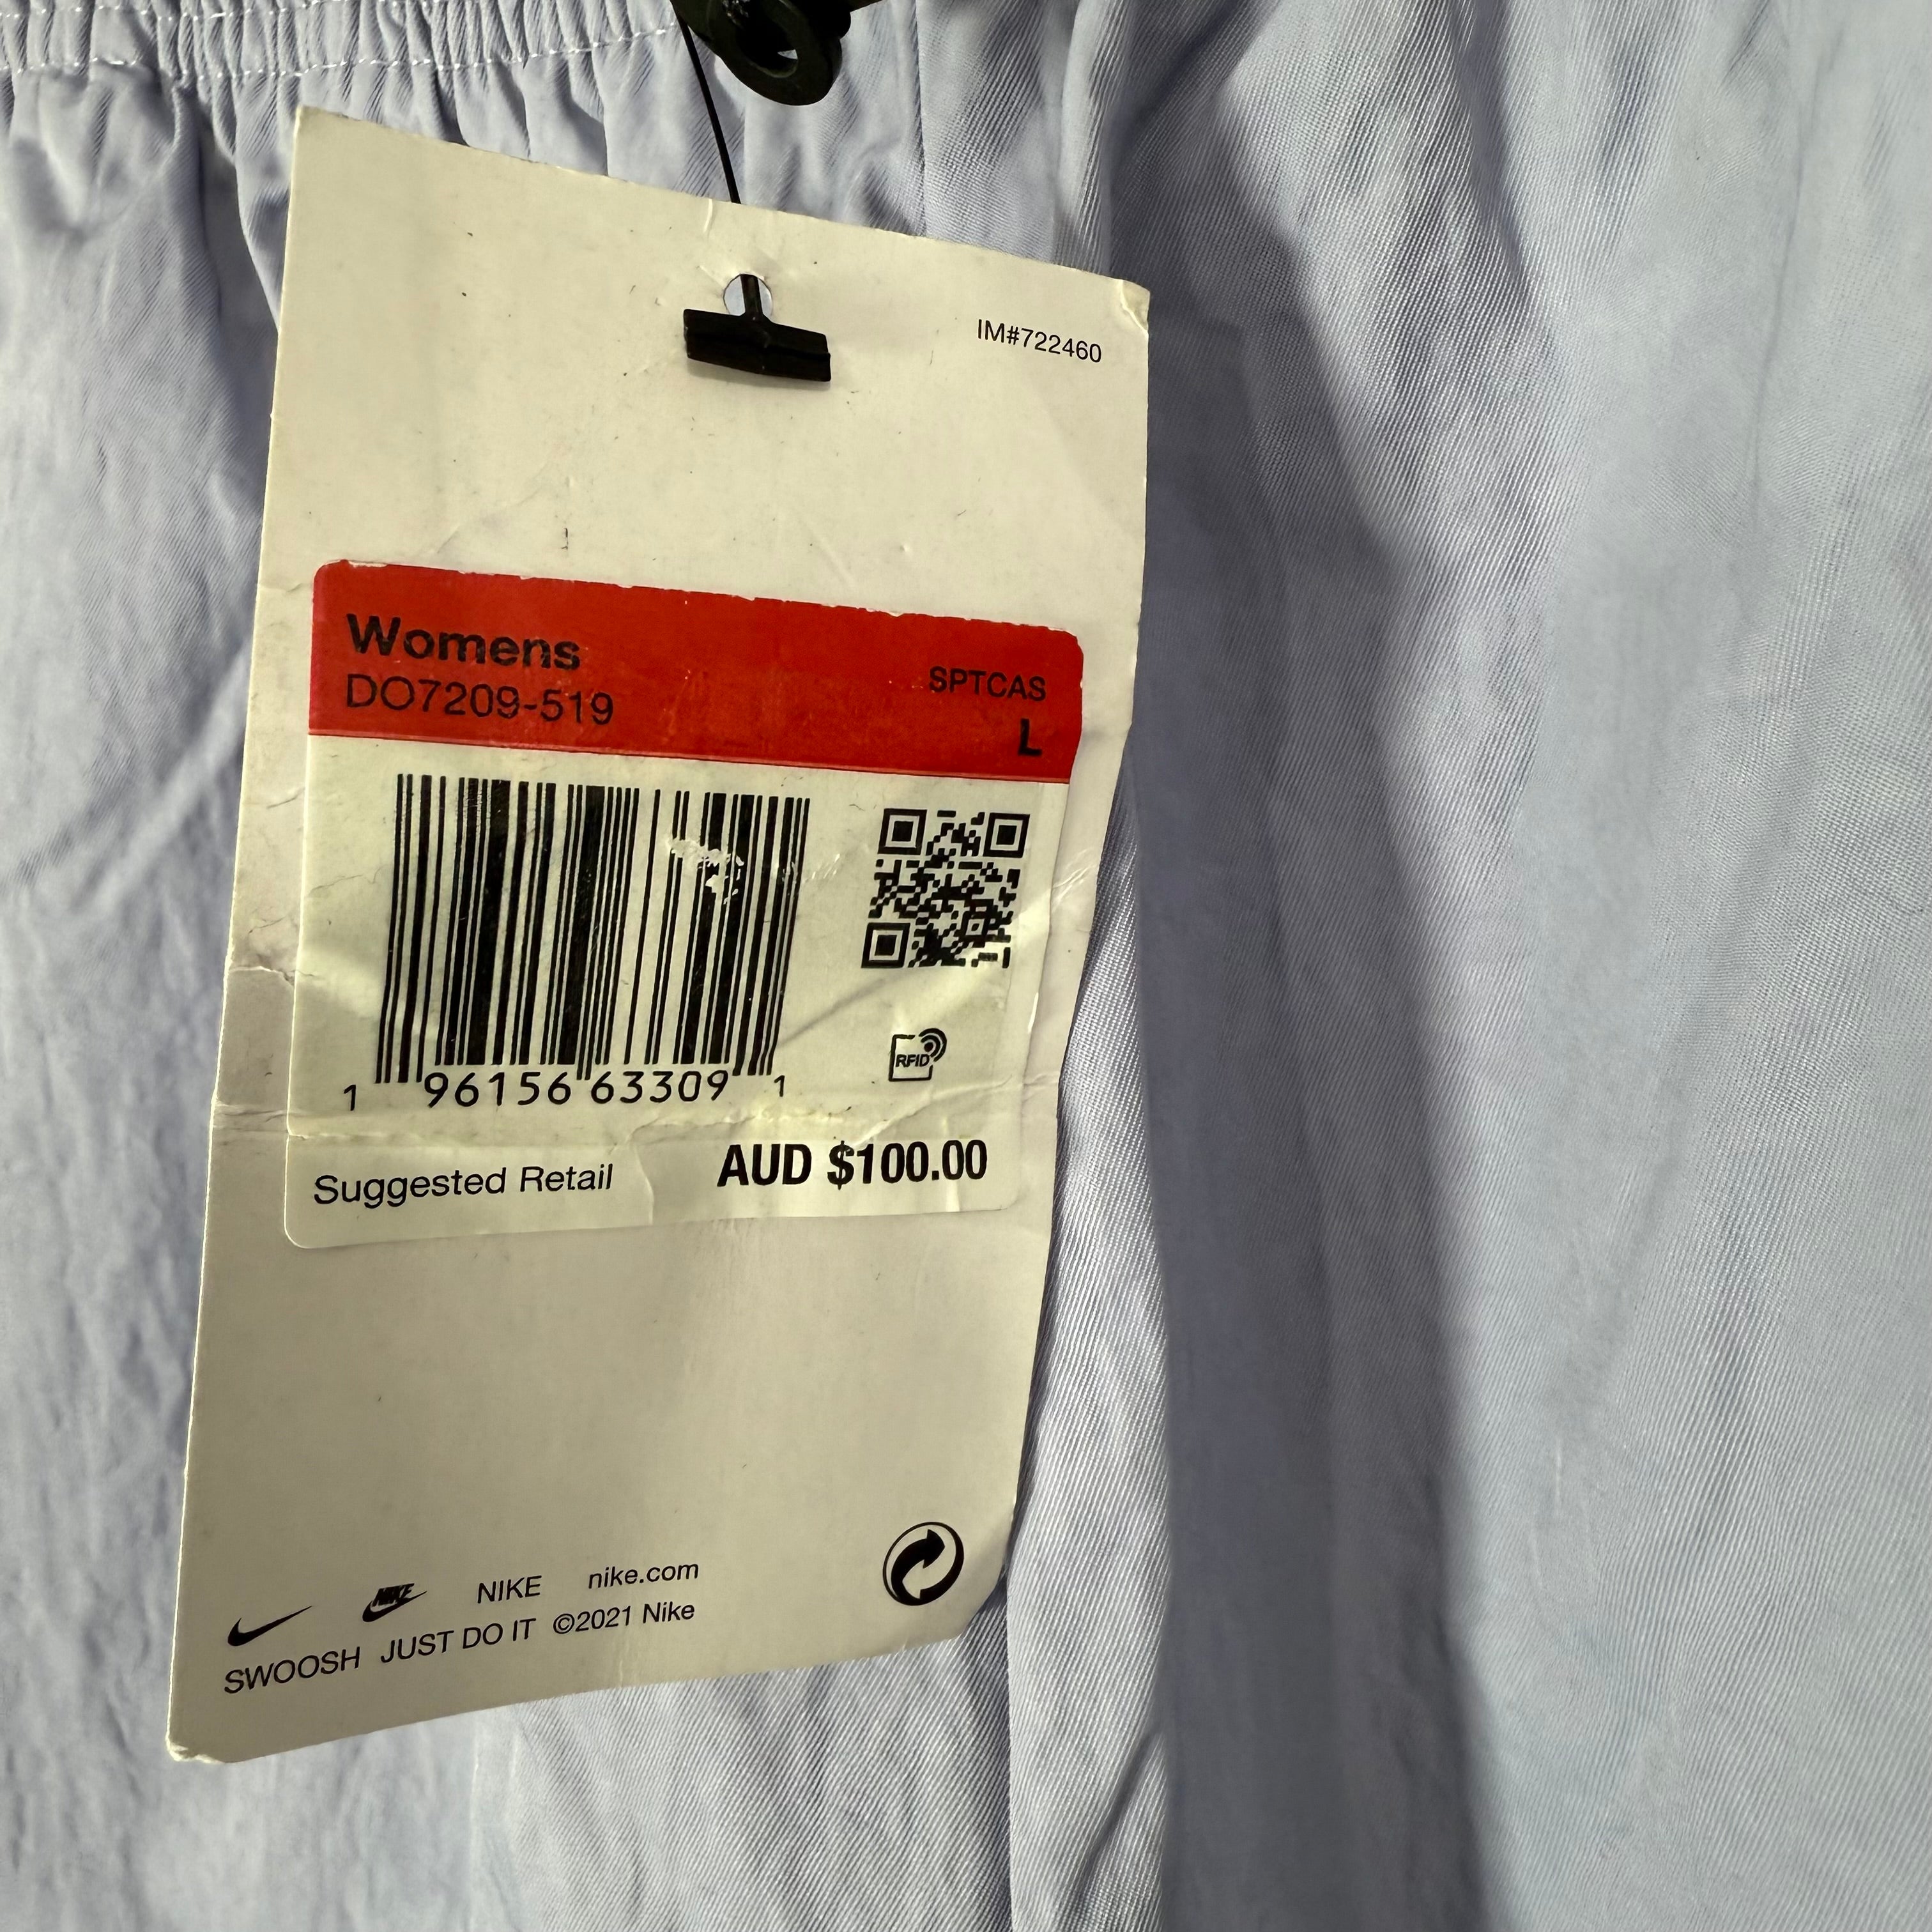 IM#722460
Womens
DO7209-519
SPTCAS
L
1 96156 63309 1
RFID
Suggested Retail AUD $100.00
NIKE NIKE nike.com
SWOOSH JUST DO IT ©2021 Nike